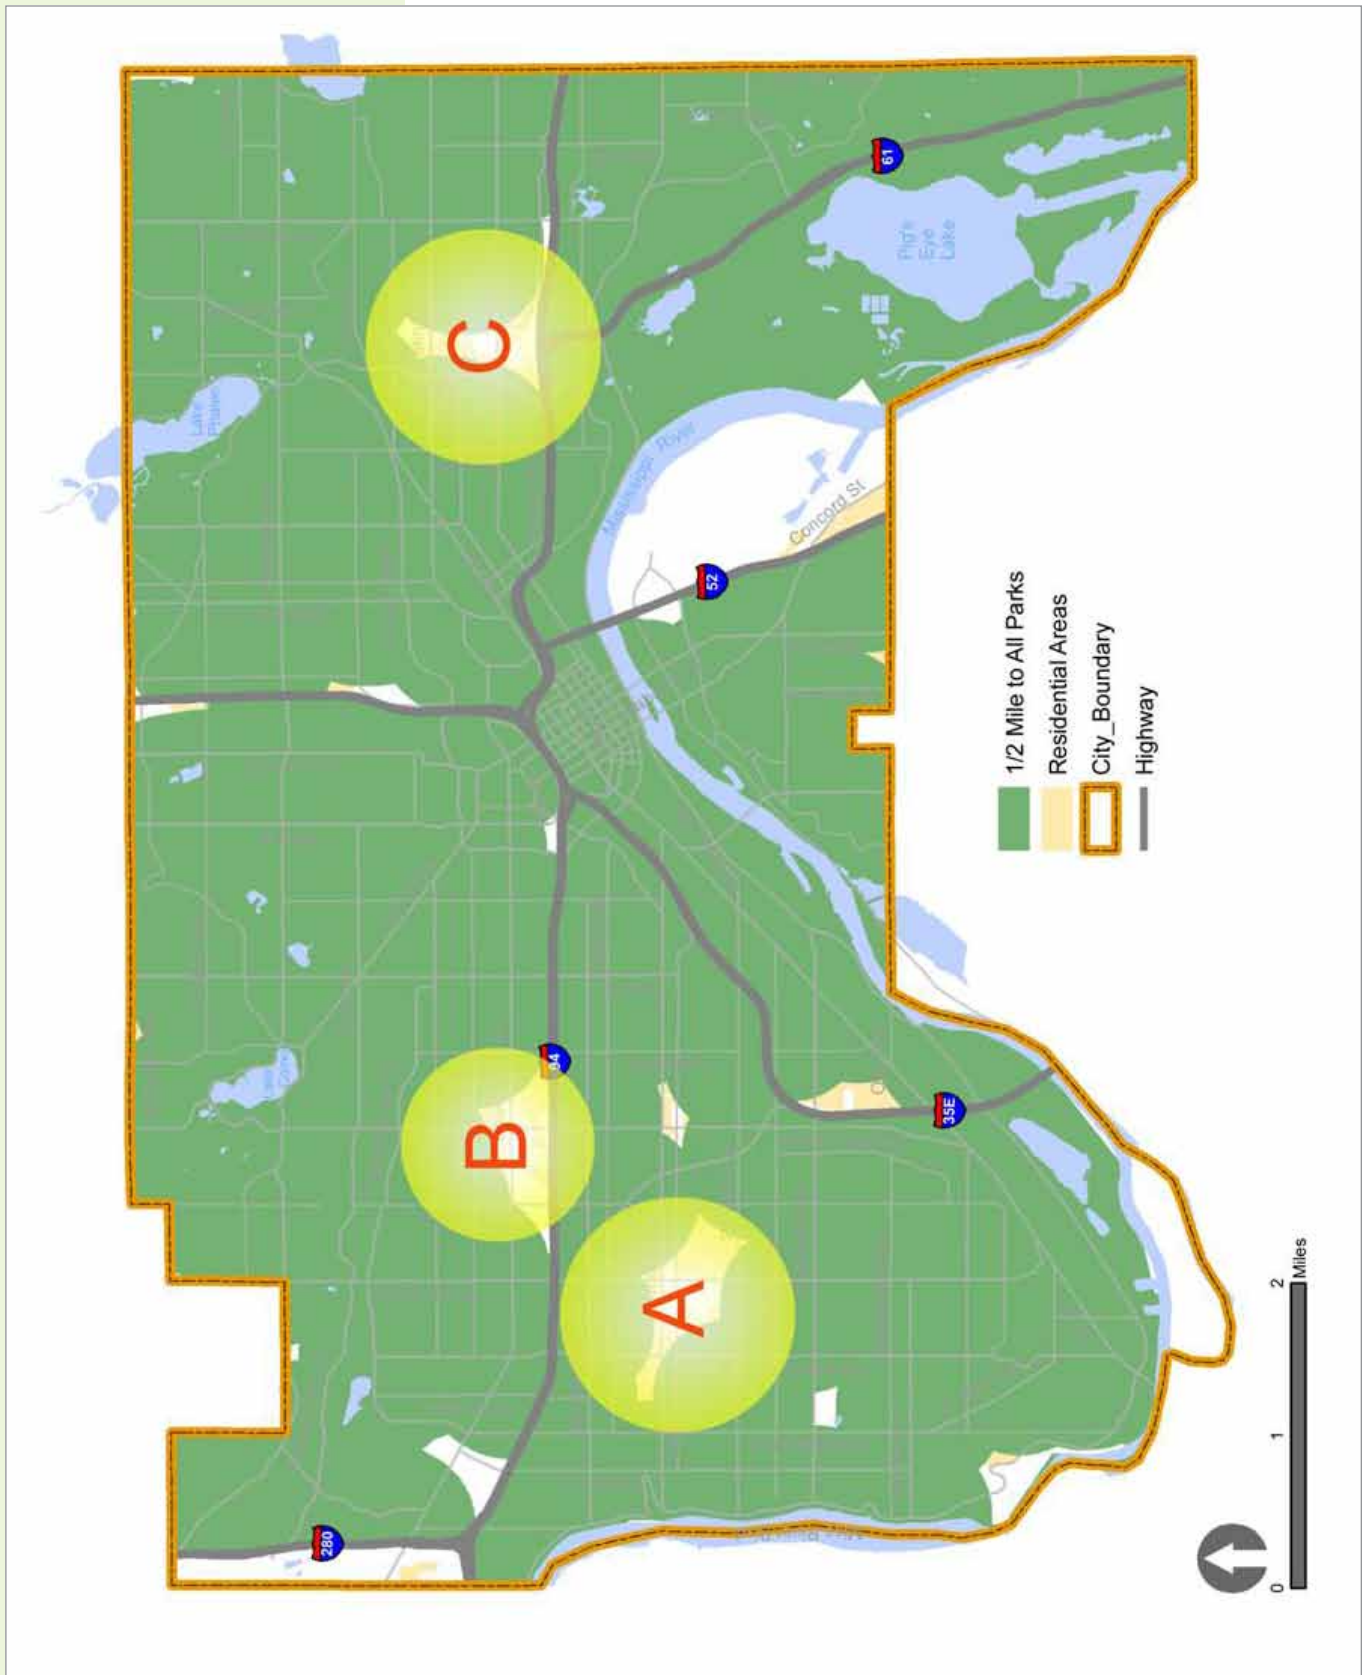 Lake
Phalen
C
61
Pig's
Eye
Lake
Mississippi River
Concord St
52
1/2 Mile to All Parks
Residential Areas
City_Boundary
Highway
B
94
35E
A
280
0
1
2
Miles